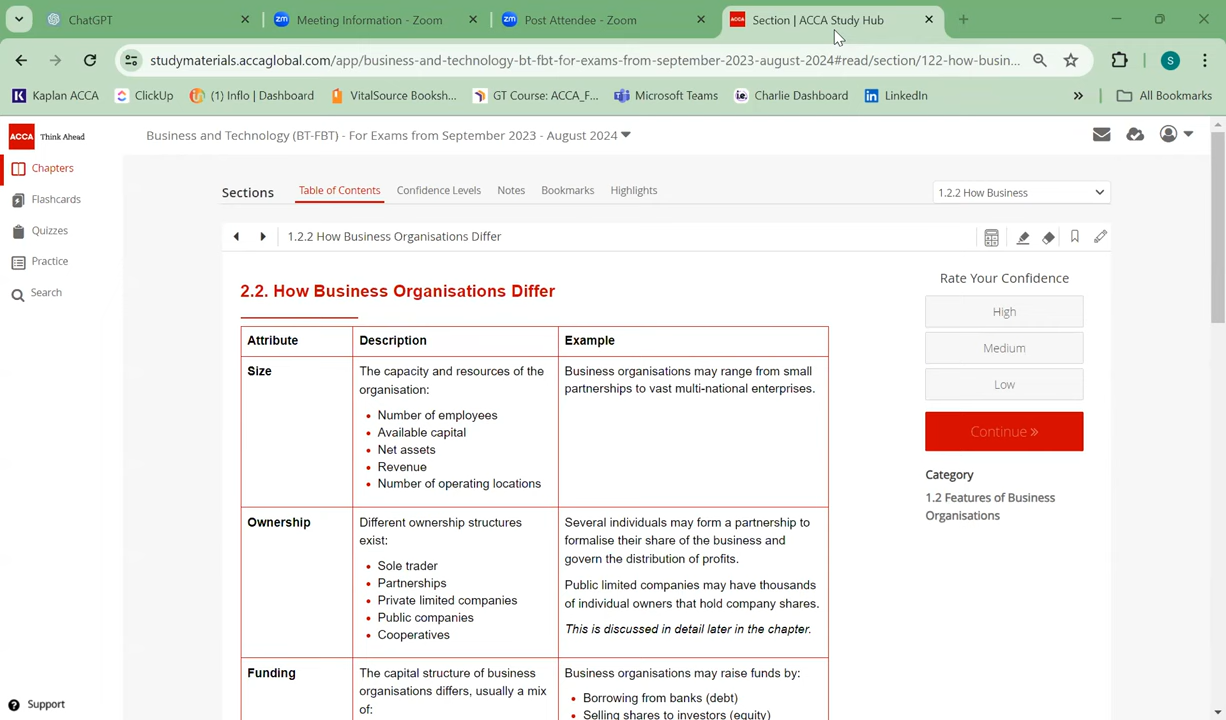 ChatGPT
Meeting Information - Zoom
Post Attendee - Zoom
Section | ACCA Study Hub
studymaterials.accaglobal.com/app/business-and-technology-bt-fbt-for-exams-from-september-2023-august-2024#read/section/122-how-busin...
S
Kaplan ACCA
ClickUp
(1) Inflo | Dashboard
VitalSource Booksh...
GT Course: ACCA_F...
Microsoft Teams
Charlie Dashboard
LinkedIn
All Bookmarks
ACCA
Think Ahead
Business and Technology (BT-FBT) - For Exams from September 2023 - August 2024
Chapters
Flashcards
Quizzes
Practice
Search
Support
Sections
Table of Contents
Confidence Levels
Notes
Bookmarks
Highlights
1.2.2 How Business
1.2.2 How Business Organisations Differ
2.2. How Business Organisations Differ
Attribute
Description
Example
Size
The capacity and resources of the
organisation:
• Number of employees
• Available capital
• Net assets
• Revenue
• Number of operating locations
Business organisations may range from small
partnerships to vast multi-national enterprises.
Ownership
Different ownership structures
exist:
• Sole trader
• Partnerships
• Private limited companies
• Public companies
• Cooperatives
Several individuals may form a partnership to
formalise their share of the business and
govern the distribution of profits.
Public limited companies may have thousands
of individual owners that hold company shares.
This is discussed in detail later in the chapter.
Funding
The capital structure of business
organisations differs, usually a mix
of:
Business organisations may raise funds by:
• Borrowing from banks (debt)
• Selling shares to investors (equity)
Rate Your Confidence
High
Medium
Low
Continue »
Category
1.2 Features of Business
Organisations